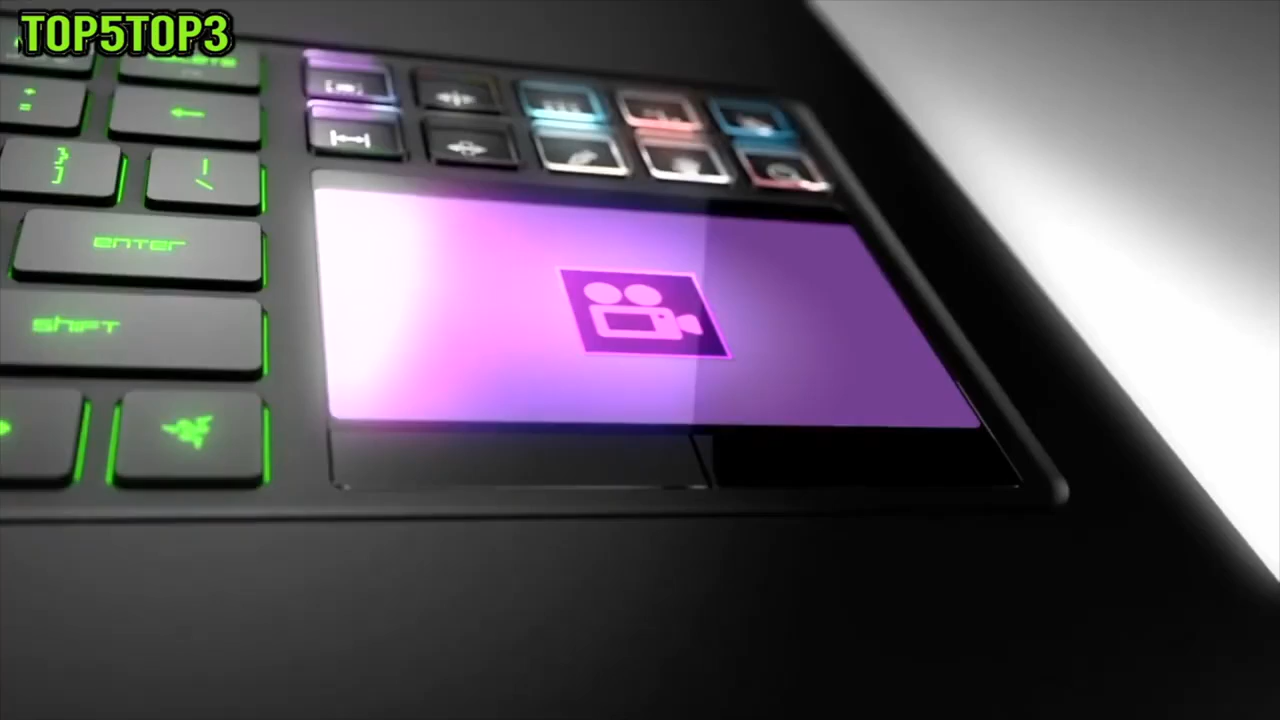 TOP5TOP3
+
=
}
]
|
\
enter
shift